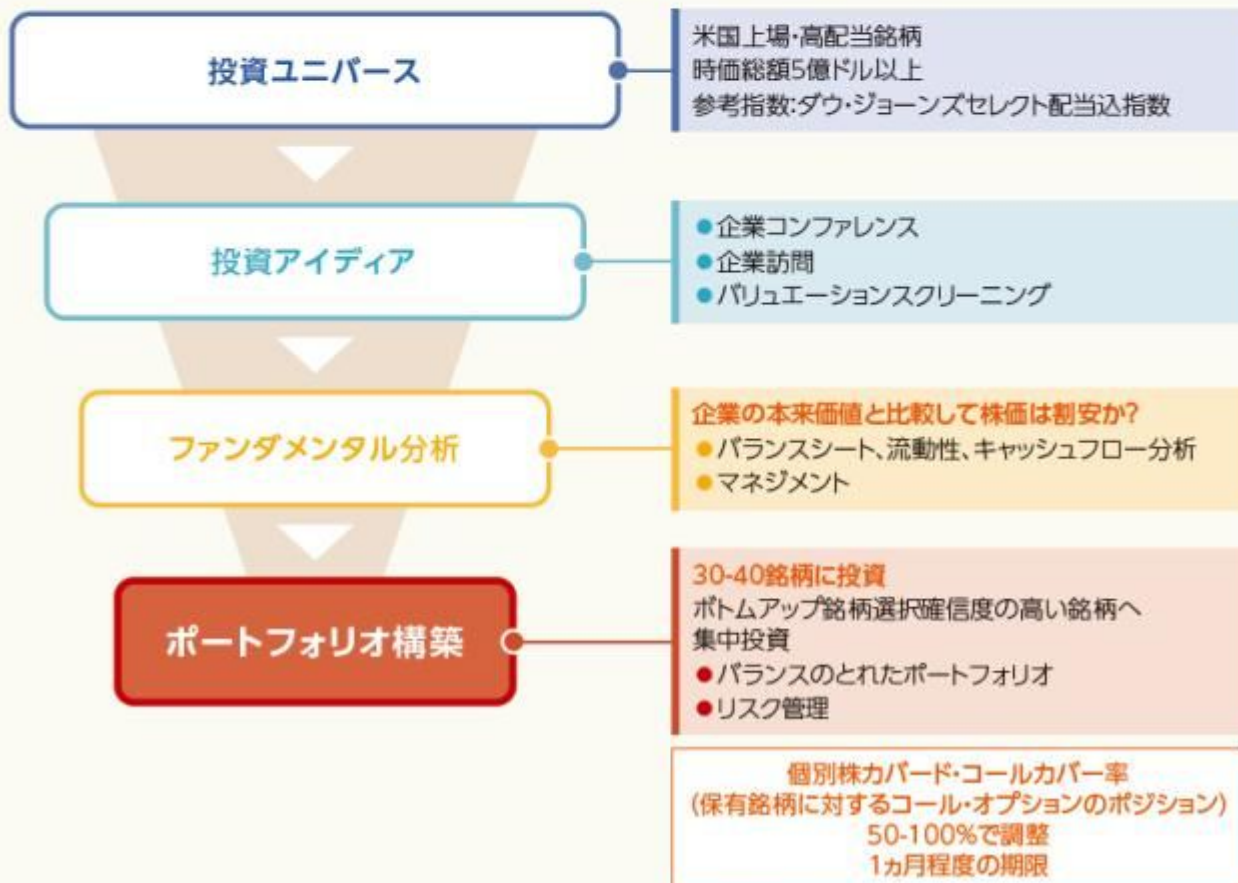 投資ユニバース
米国上場・高配当銘柄
時価総額5億ドル以上
参考指数:ダウ・ジョーンズセレクト配当込指数
投資アイディア
●企業コンファレンス
●企業訪問
●バリュエーションスクリーニング
ファンダメンタル分析
企業の本来価値と比較して株価は割安か?
●バランスシート、流動性、キャッシュフロー分析
●マネジメント
ポートフォリオ構築
30-40銘柄に投資
ボトムアップ銘柄選択確信度の高い銘柄へ
集中投資
●バランスのとれたポートフォリオ
●リスク管理
個別株カバード・コールカバー率
(保有銘柄に対するコール・オプションのポジション)
50-100%で調整
1ヵ月程度の期限